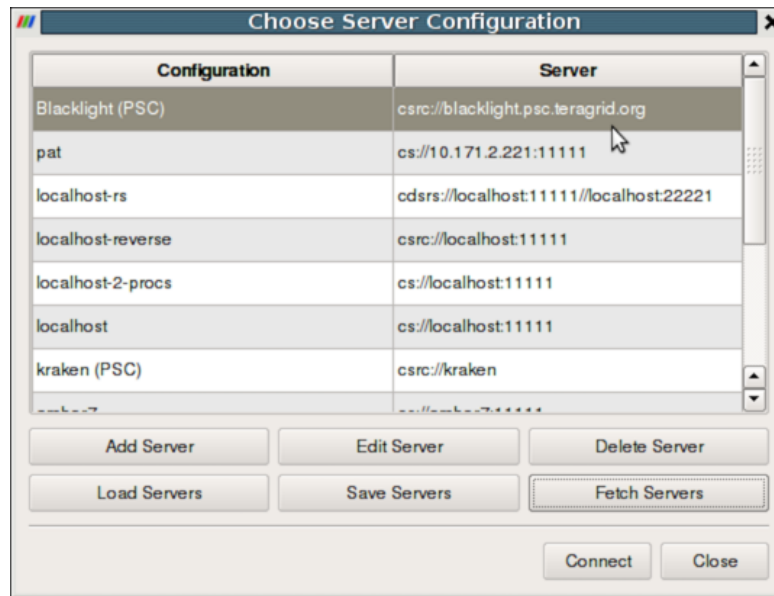 Choose Server Configuration
Configuration Server
Blacklight (PSC) csrc://blacklight.psc.teragrid.org
pat cs://10.171.2.221:11111
localhost-rs cdsrs://localhost:11111//localhost:22221
localhost-reverse csrc://localhost:11111
localhost-2-procs cs://localhost:11111
localhost cs://localhost:11111
kraken (PSC) csrc://kraken
Add Server Edit Server Delete Server
Load Servers Save Servers Fetch Servers
Connect Close